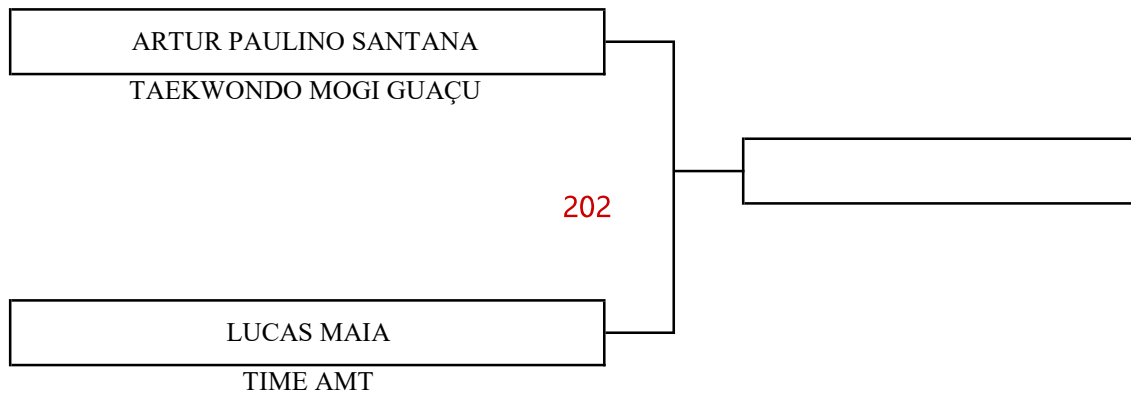 ARTUR PAULINO SANTANA
TAEKWONDO MOGI GUAÇU
202
LUCAS MAIA
TIME AMT